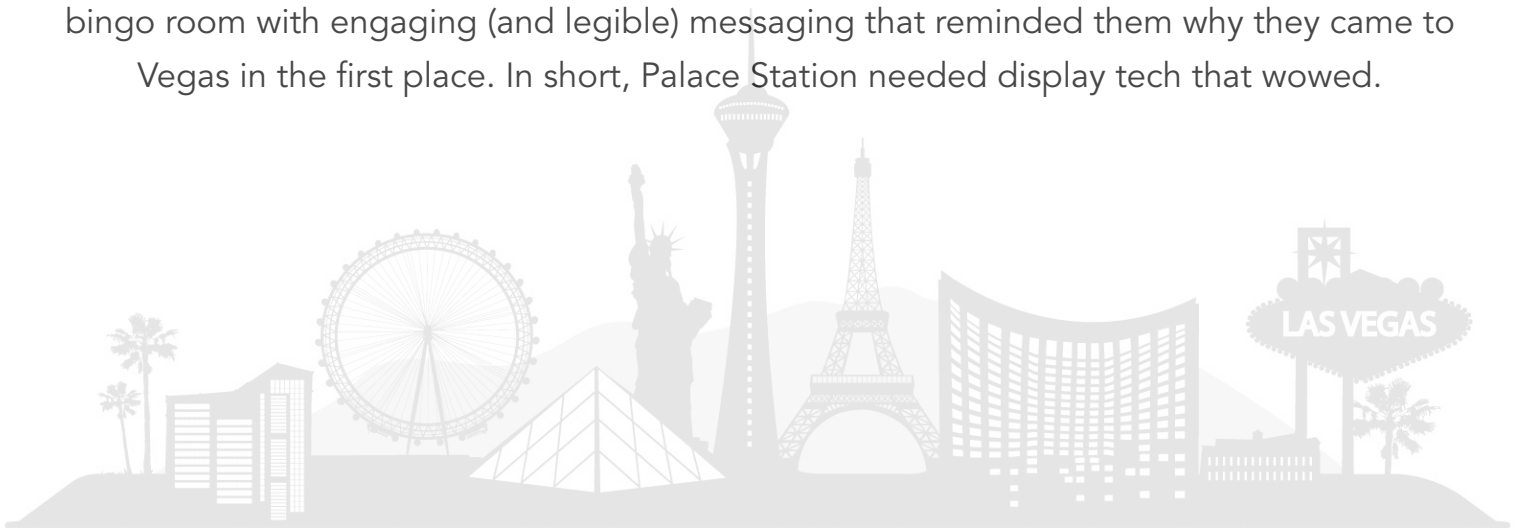 bingo room with engaging (and legible) messaging that reminded them why they came to
Vegas in the first place. In short, Palace Station needed display tech that wowed.
LAS VEGAS